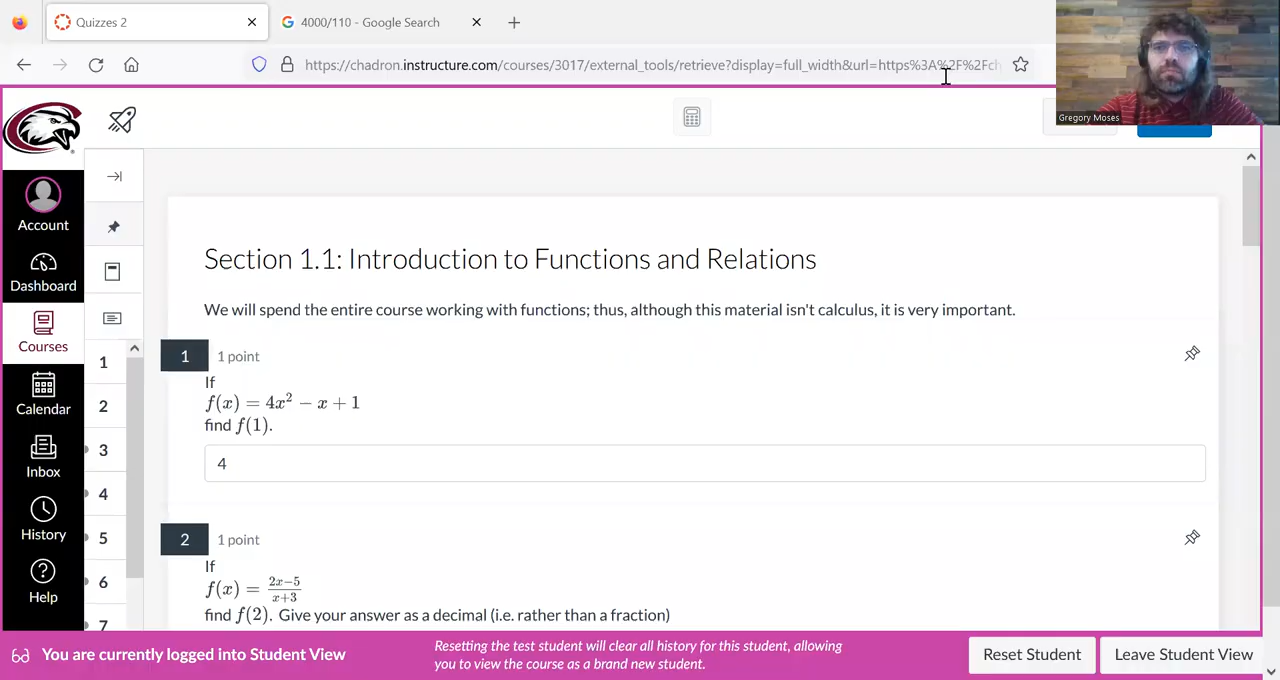 Quizzes 2
4000/110 - Google Search
https://chadron.instructure.com/courses/3017/external_tools/retrieve?display=full_width&url=https%3A%2F%2Fch
Gregory Moses
Account
Dashboard
Courses
Calendar
Inbox
History
Help
1
2
3
4
5
6
7
Section 1.1: Introduction to Functions and Relations
We will spend the entire course working with functions; thus, although this material isn't calculus, it is very important.
1 1 point
If
f(x) = 4x² − x + 1
find f(1).
4
2 1 point
If
f(x) = (2x−5)/(x+3)
find f(2). Give your answer as a decimal (i.e. rather than a fraction)
You are currently logged into Student View
Resetting the test student will clear all history for this student, allowing
you to view the course as a brand new student.
Reset Student
Leave Student View